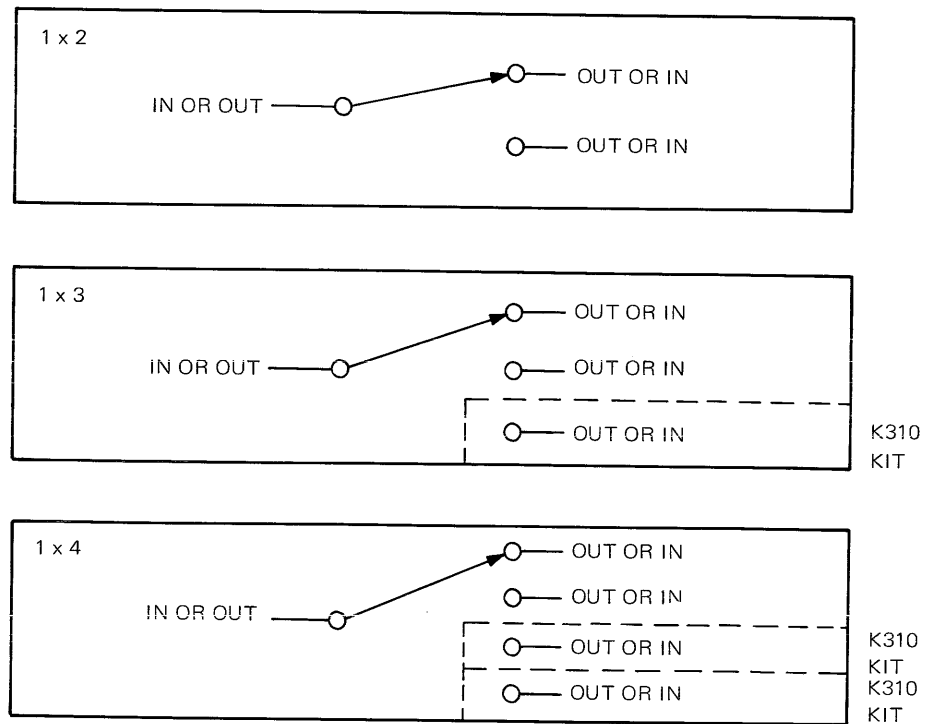 1 x 2
OUT OR IN
IN OR OUT
OUT OR IN
1 x 3
OUT OR IN
IN OR OUT
OUT OR IN
OUT OR IN
K310
KIT
1 x 4
OUT OR IN
OUT OR IN
IN OR OUT
OUT OR IN
K310
KIT
OUT OR IN
K310
KIT